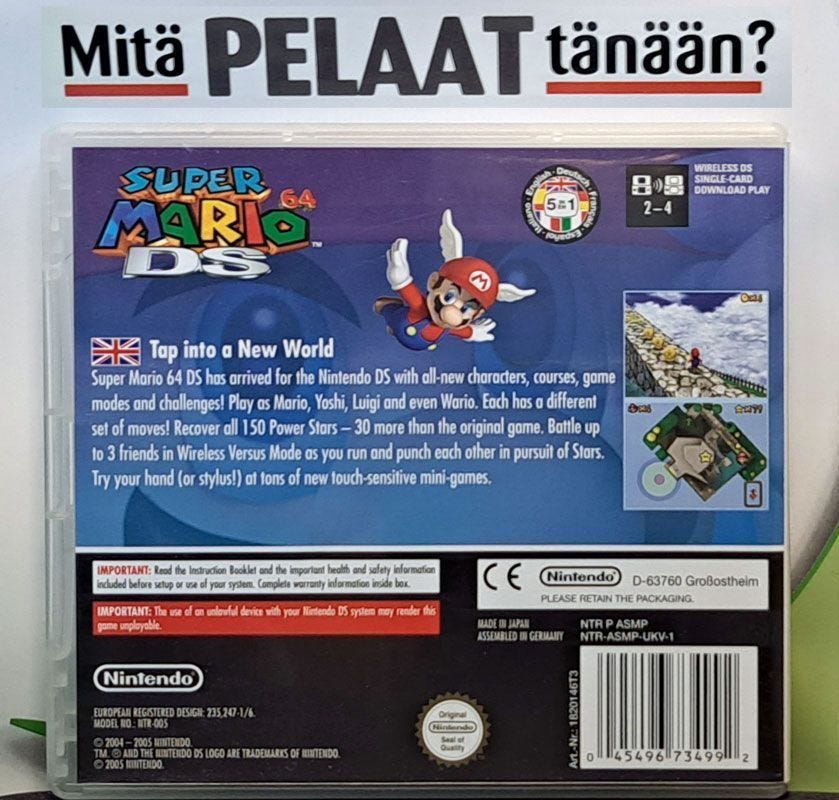 Mitä PELAAT tänään?
SUPER
MARIO 64
DS ™
English · Deutsch · Français · Español · Italiano
5 IN 1
WIRELESS DS
SINGLE-CARD
DOWNLOAD PLAY
2–4
Tap into a New World
Super Mario 64 DS has arrived for the Nintendo DS with all-new characters, courses, game
modes and challenges! Play as Mario, Yoshi, Luigi and even Wario. Each has a different
set of moves! Recover all 150 Power Stars – 30 more than the original game. Battle up
to 3 friends in Wireless Versus Mode as you run and punch each other in pursuit of Stars.
Try your hand (or stylus!) at tons of new touch-sensitive mini-games.
IMPORTANT: Read the Instruction Booklet and the important health and safety information
included before setup or use of your system. Complete warranty information inside box.
IMPORTANT: The use of an unlawful device with your Nintendo DS system may render this
game unplayable.
CE Nintendo® D-63760 Großostheim
PLEASE RETAIN THE PACKAGING.
MADE IN JAPAN NTR P ASMP
ASSEMBLED IN GERMANY NTR-ASMP-UKV-1
Nintendo®
EUROPEAN REGISTERED DESIGN: 235,247-1/6.
MODEL NO.: NTR-005
© 2004 – 2005 NINTENDO.
TM, ® AND THE NINTENDO DS LOGO ARE TRADEMARKS OF NINTENDO.
© 2005 NINTENDO.
Original
Nintendo
Seal of
Quality
Art.-Nr.: 1820146T3
0 45496 73499 2